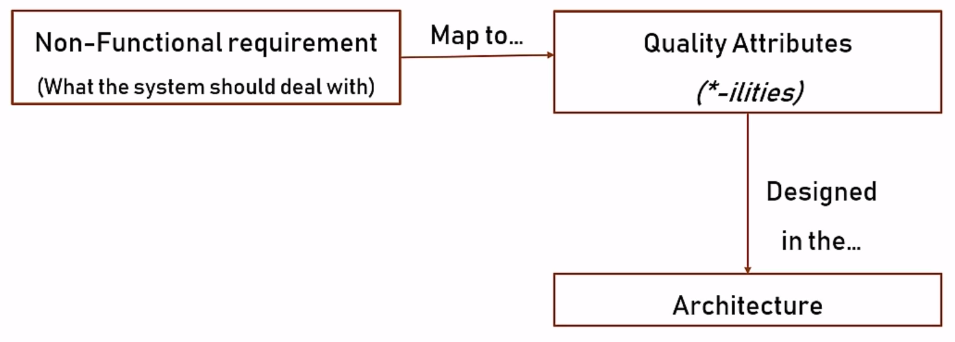 Non-Functional requirement
(What the system should deal with)
Map to…
Quality Attributes
(*-ilities)
Designed
in the…
Architecture